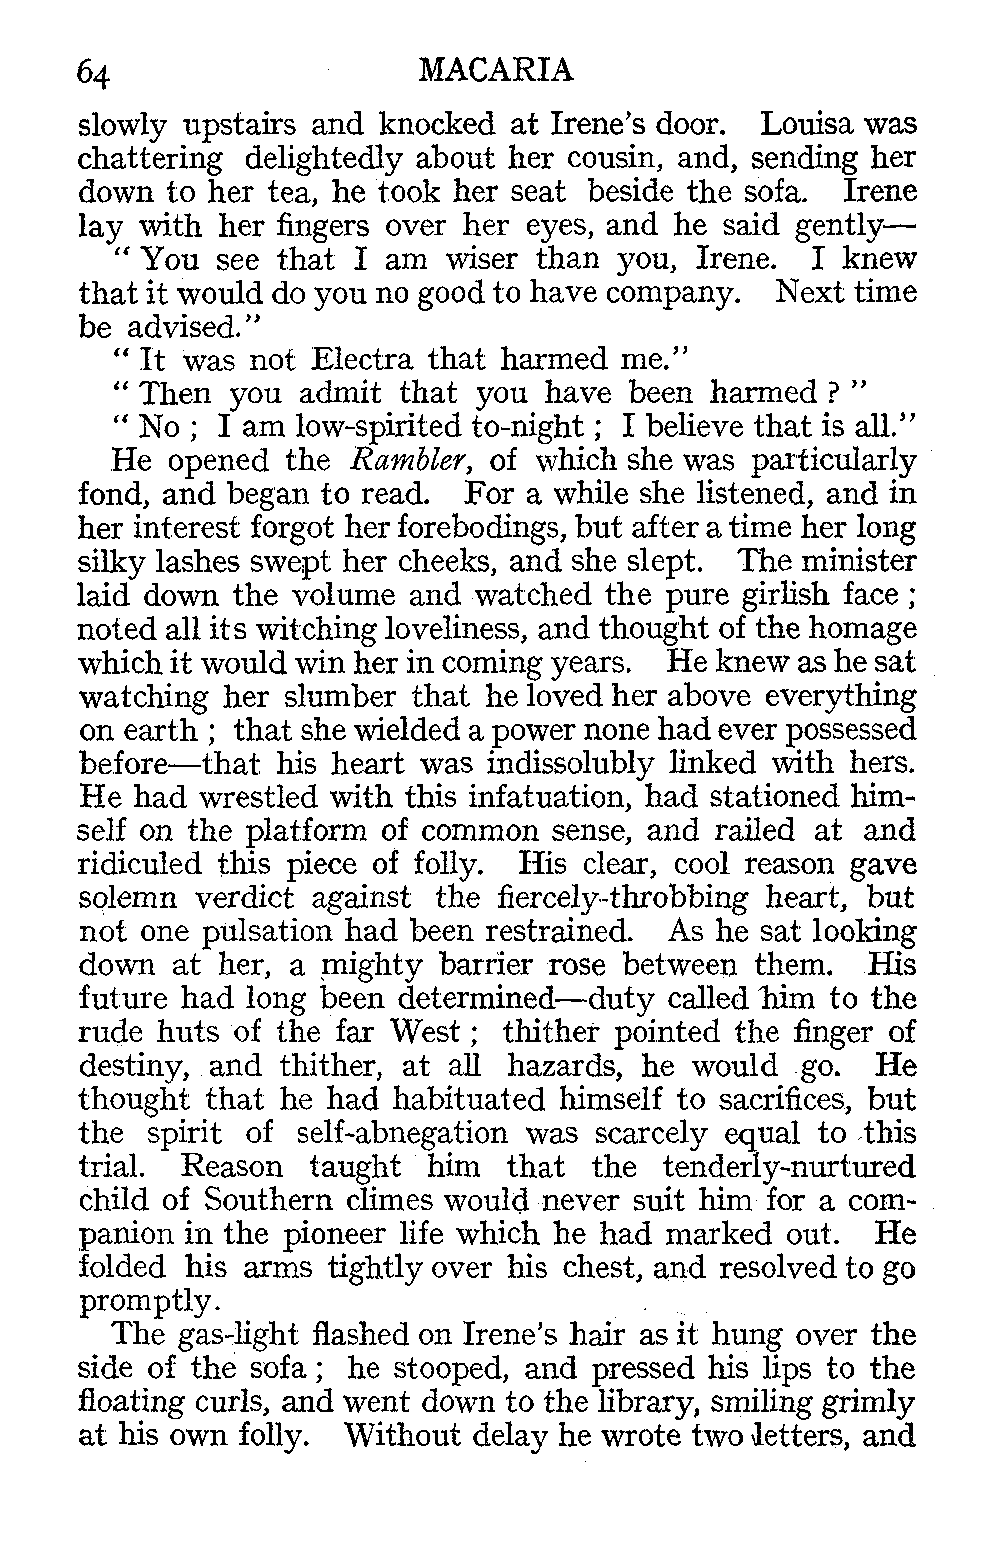 64 MACARIA
slowly upstairs and knocked at Irene's door. Louisa was
chattering delightedly about her cousin, and, sending her
down to her tea, he took her seat beside the sofa. Irene
lay with her fingers over her eyes, and he said gently—
" You see that I am wiser than you, Irene. I knew
that it would do you no good to have company. Next time
be advised."
" It was not Electra that harmed me."
" Then you admit that you have been harmed ? "
" No ; I am low-spirited to-night ; I believe that is all."
He opened the Rambler, of which she was particularly
fond, and began to read. For a while she listened, and in
her interest forgot her forebodings, but after a time her long
silky lashes swept her cheeks, and she slept. The minister
laid down the volume and watched the pure girlish face ;
noted all its witching loveliness, and thought of the homage
which it would win her in coming years. He knew as he sat
watching her slumber that he loved her above everything
on earth ; that she wielded a power none had ever possessed
before—that his heart was indissolubly linked with hers.
He had wrestled with this infatuation, had stationed him-
self on the platform of common sense, and railed at and
ridiculed this piece of folly. His clear, cool reason gave
solemn verdict against the fiercely-throbbing heart, but
not one pulsation had been restrained. As he sat looking
down at her, a mighty barrier rose between them. His
future had long been determined—duty called him to the
rude huts of the far West ; thither pointed the finger of
destiny, and thither, at all hazards, he would go. He
thought that he had habituated himself to sacrifices, but
the spirit of self-abnegation was scarcely equal to this
trial. Reason taught him that the tenderly-nurtured
child of Southern climes would never suit him for a com-
panion in the pioneer life which he had marked out. He
folded his arms tightly over his chest, and resolved to go
promptly.
The gas-light flashed on Irene's hair as it hung over the
side of the sofa ; he stooped, and pressed his lips to the
floating curls, and went down to the library, smiling grimly
at his own folly. Without delay he wrote two letters, and